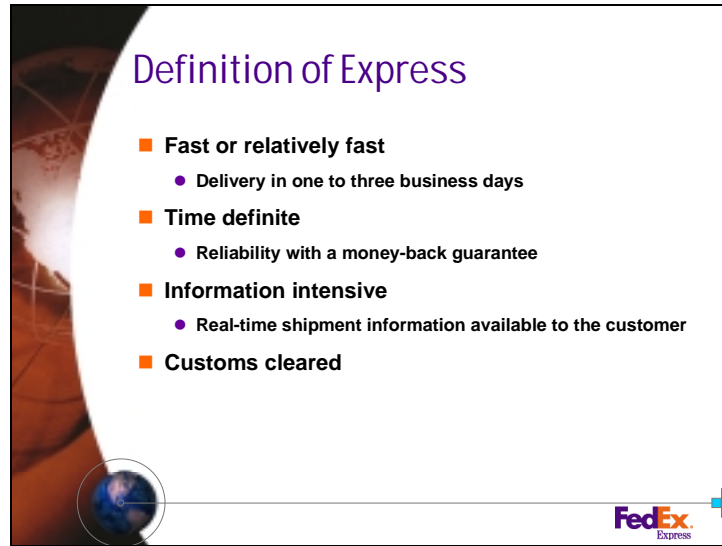 Definition of Express
Fast or relatively fast
Delivery in one to three business days
Time definite
Reliability with a money-back guarantee
Information intensive
Real-time shipment information available to the customer
Customs cleared
FedEx.
Express